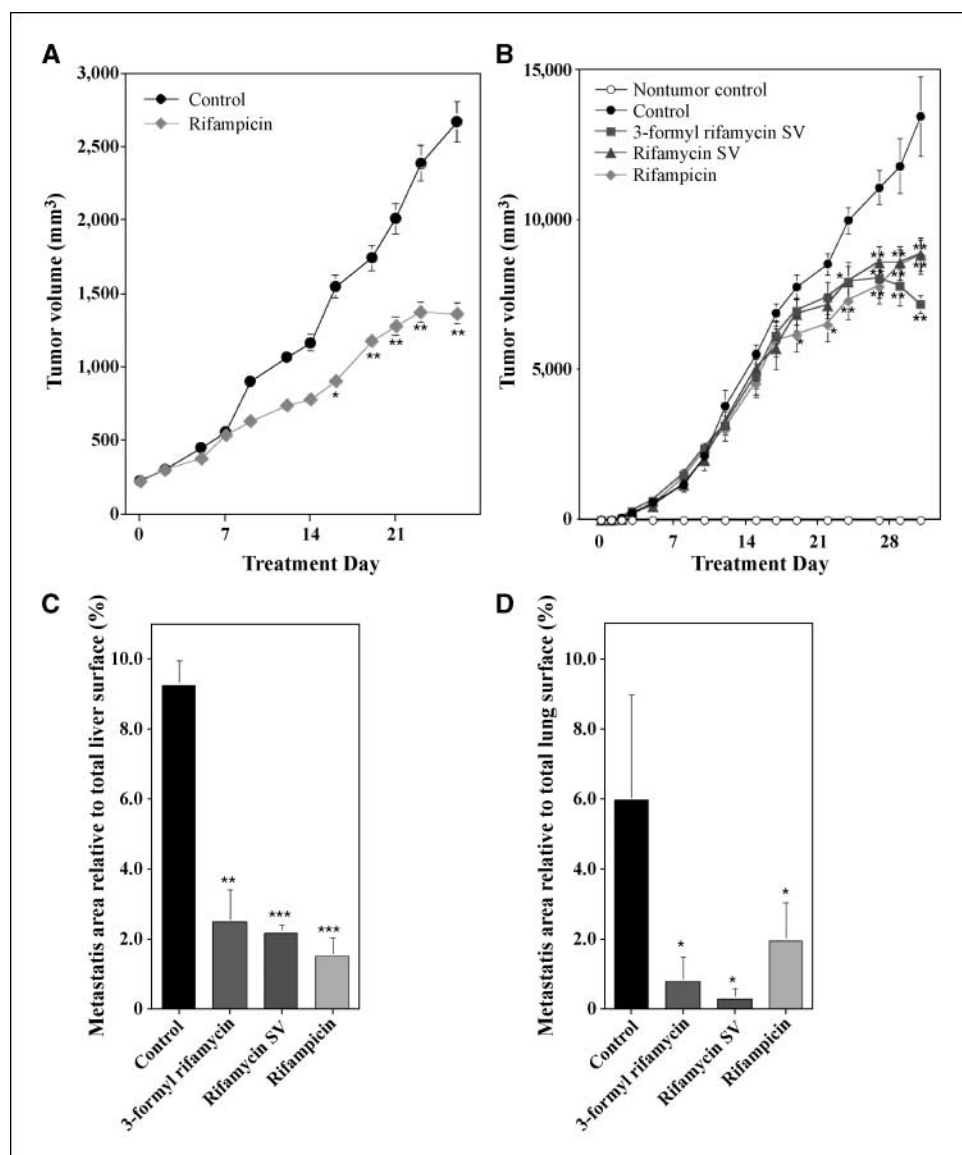 A
Tumor volume (mm³)
3,000
2,500
2,000
1,500
1,000
500
0
Control
Rifampicin
*
**
**
**
**
0 7 14 21
Treatment Day
B
Tumor volume (mm³)
15,000
10,000
5,000
0
Nontumor control
Control
3-formyl rifamycin SV
Rifamycin SV
Rifampicin
*
*
*
**
**
**
**
**
**
**
**
**
**
0 7 14 21 28
Treatment Day
C
Metastatis area relative to total liver surface (%)
10.0
8.0
6.0
4.0
2.0
0
**
***
***
Control
3-formyl rifamycin
Rifamycin SV
Rifampicin
D
Metastatis area relative to total lung surface (%)
10.0
8.0
6.0
4.0
2.0
0
*
*
*
Control
3-formyl rifamycin
Rifamycin SV
Rifampicin